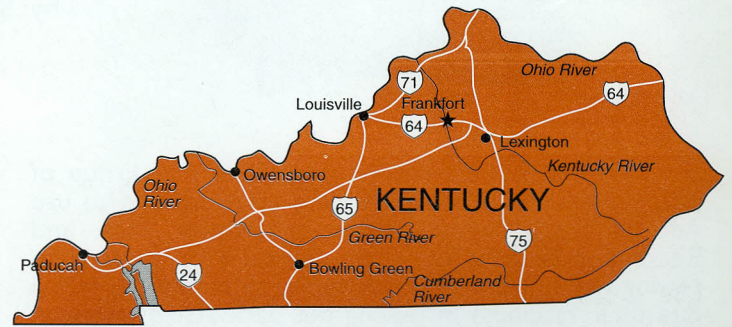 71
Ohio River
64
Louisville
Frankfort
64
Lexington
Kentucky River
Owensboro
Ohio
River
KENTUCKY
65
Green River
75
Paducah
24
Bowling Green
Cumberland
River